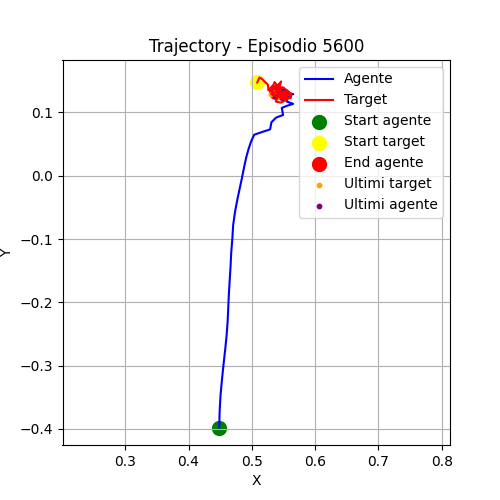 Trajectory - Episodio 5600
Agente
Target
Start agente
Start target
End agente
Ultimi target
Ultimi agente
0.1
0.0
−0.1
−0.2
−0.3
−0.4
Y
0.3
0.4
0.5
0.6
0.7
0.8
X